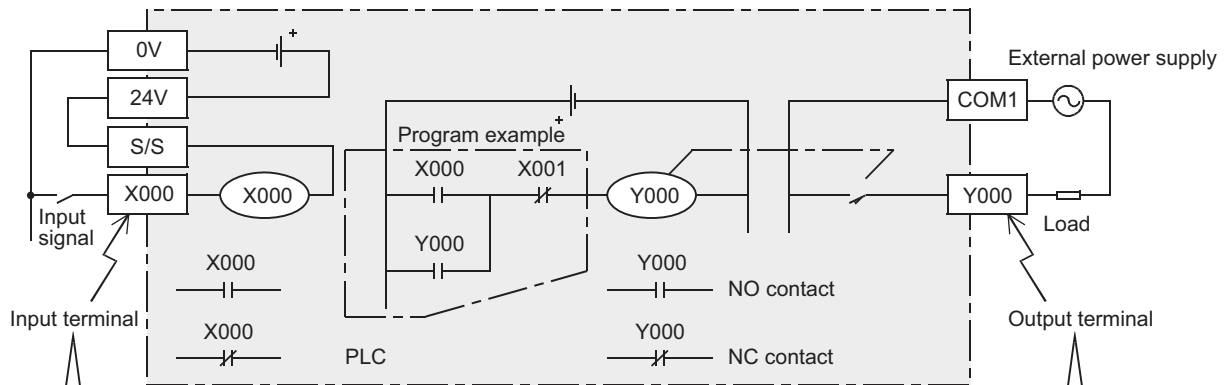 0V
External power supply
24V
COM1
S/S
Program example
X000 X001
X000 X000 Y000 Y000
Input
signal
Load
Y000
X000 Y000
NO contact
Input terminal Output terminal
X000 Y000
PLC
NC contact